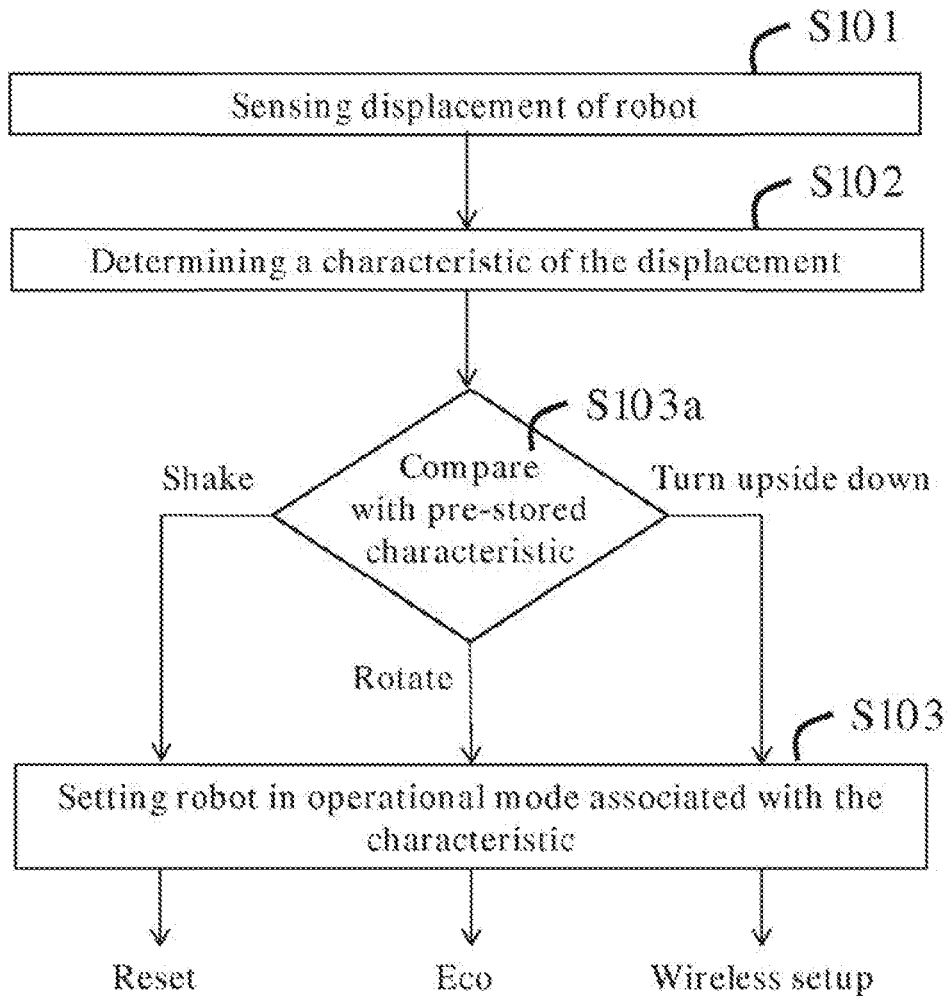 S101
Sensing displacement of robot
S102
Determining a characteristic of the displacement
S103a
Shake
Compare
with pre-stored
characteristic
Turn upside down
Rotate
S103
Setting robot in operational mode associated with the
characteristic
Reset
Eco
Wireless setup